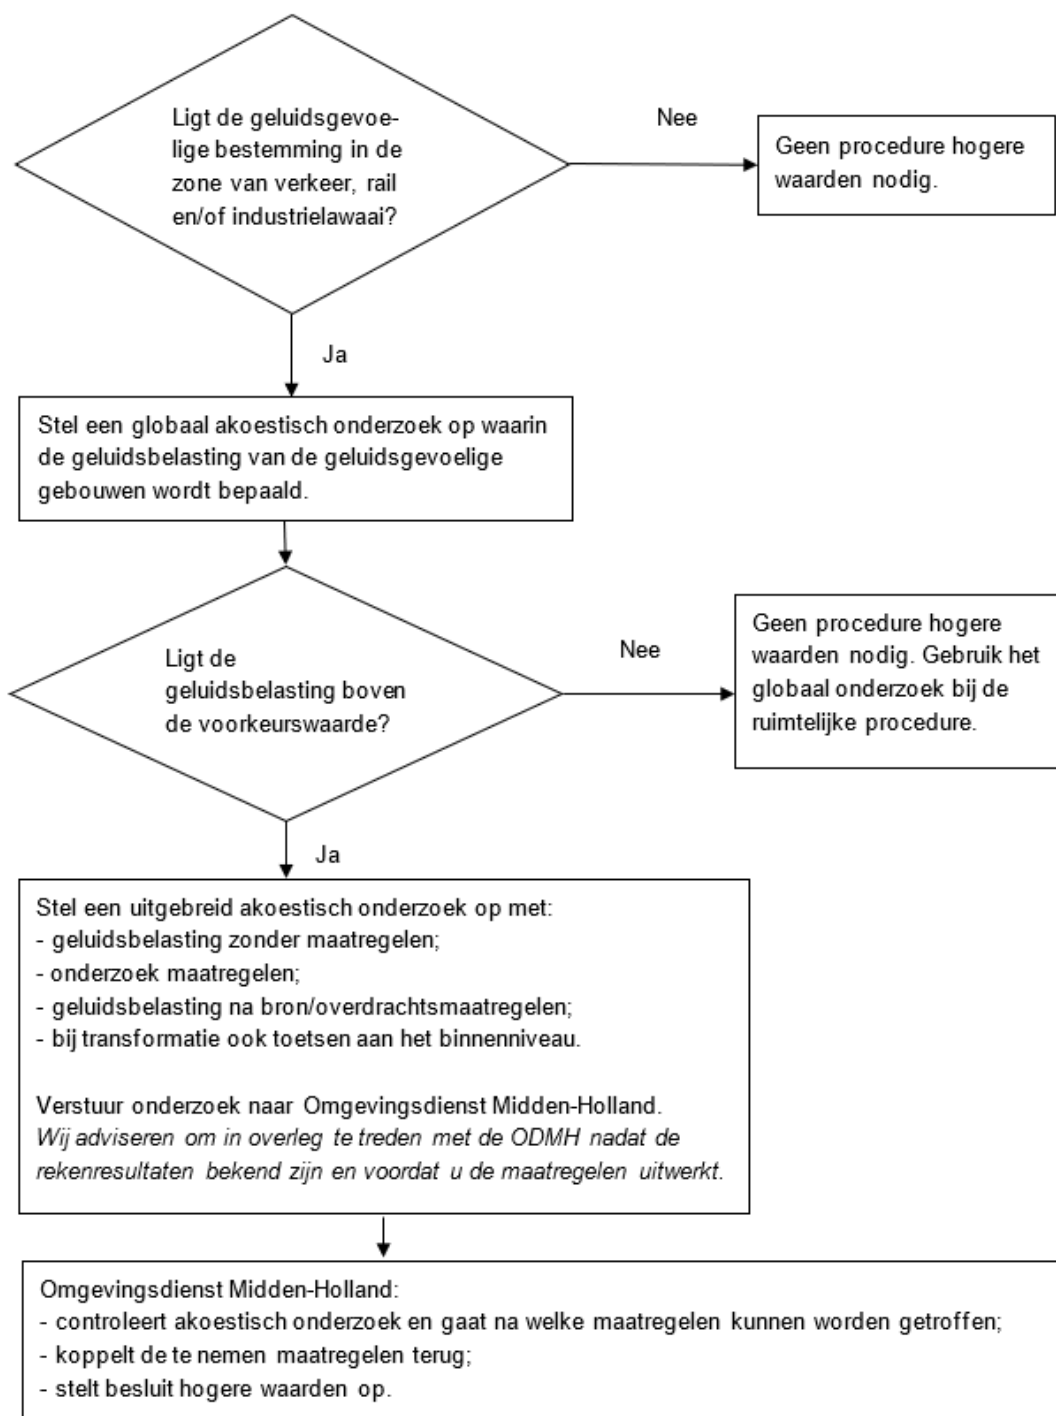 Ligt de geluidsgevoe-
lige bestemming in de
zone van verkeer, rail
en/of industrielawaai?
Nee
Geen procedure hogere
waarden nodig.
Ja
Stel een globaal akoestisch onderzoek op waarin
de geluidsbelasting van de geluidsgevoelige
gebouwen wordt bepaald.
Ligt de
geluidsbelasting boven
de voorkeurswaarde?
Nee
Geen procedure hogere
waarden nodig. Gebruik het
globaal onderzoek bij de
ruimtelijke procedure.
Ja
Stel een uitgebreid akoestisch onderzoek op met:
- geluidsbelasting zonder maatregelen;
- onderzoek maatregelen;
- geluidsbelasting na bron/overdrachtsmaatregelen;
- bij transformatie ook toetsen aan het binnenniveau.
Verstuur onderzoek naar Omgevingsdienst Midden-Holland.
Wij adviseren om in overleg te treden met de ODMH nadat de
rekenresultaten bekend zijn en voordat u de maatregelen uitwerkt.
Omgevingsdienst Midden-Holland:
- controleert akoestisch onderzoek en gaat na welke maatregelen kunnen worden getroffen;
- koppelt de te nemen maatregelen terug;
- stelt besluit hogere waarden op.